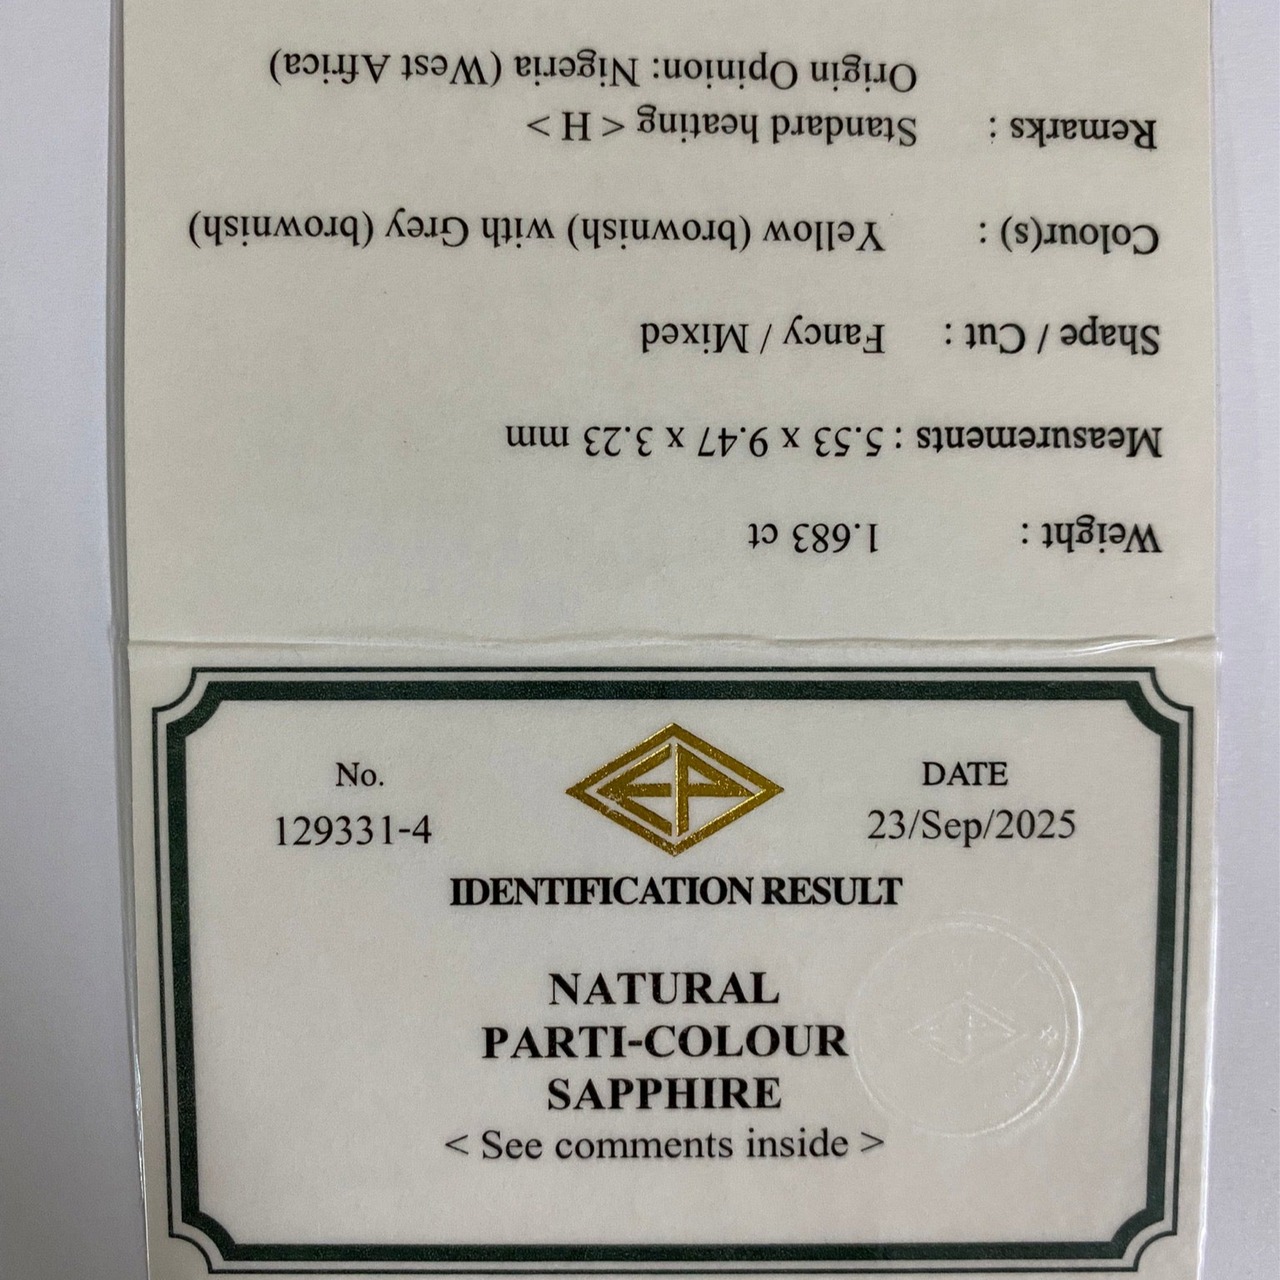 No.
129331-4
EP
DATE
23/Sep/2025
IDENTIFICATION RESULT
NATURAL
PARTI-COLOUR
SAPPHIRE
< See comments inside >
Weight : 1.683 ct
Measurements : 5.53 x 9.47 x 3.23 mm
Shape / Cut : Fancy / Mixed
Colour(s) : Yellow (brownish) with Grey (brownish)
Remarks : Standard heating < H >
Origin Opinion: Nigeria (West Africa)